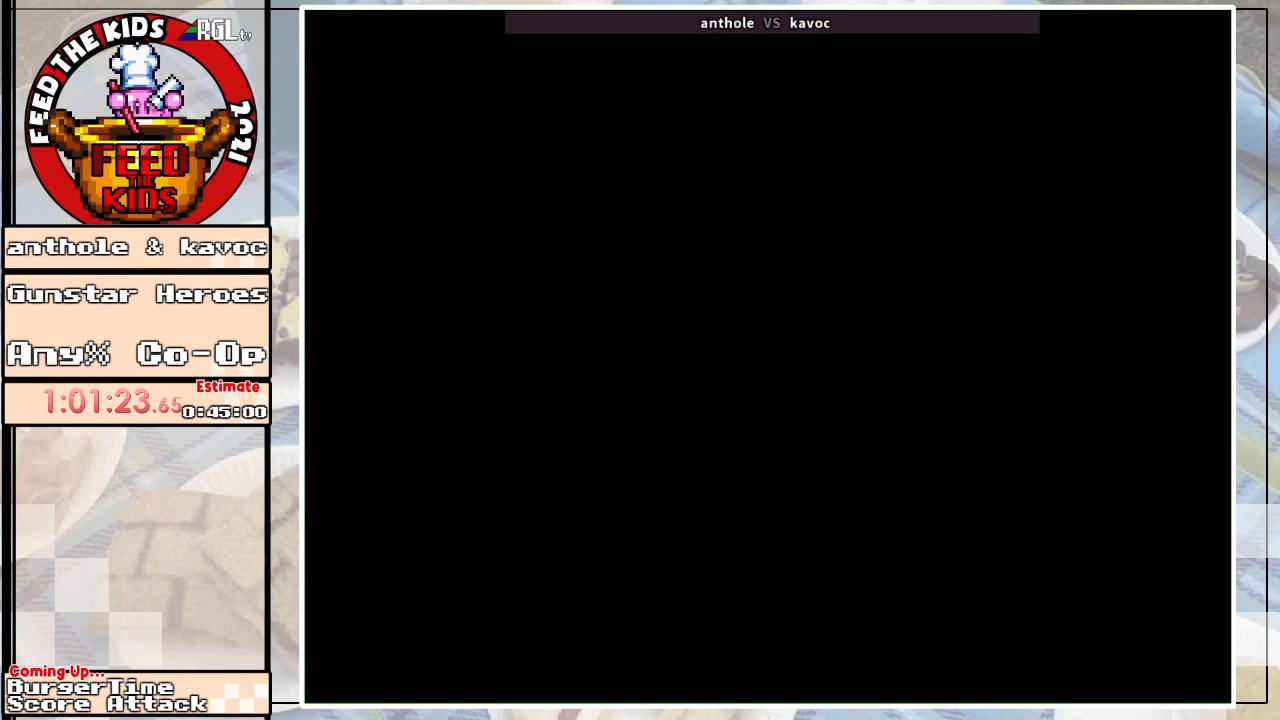 FEED THE KIDS
RGLtv
2021
FEED
THE
KIDS
anthole VS kavoc
anthole & kavoc
Gunstar Heroes
Any% Co-Op
Estimate
1:01:23.65
0:45:00
Coming Up...
BurgerTime
Score Attack